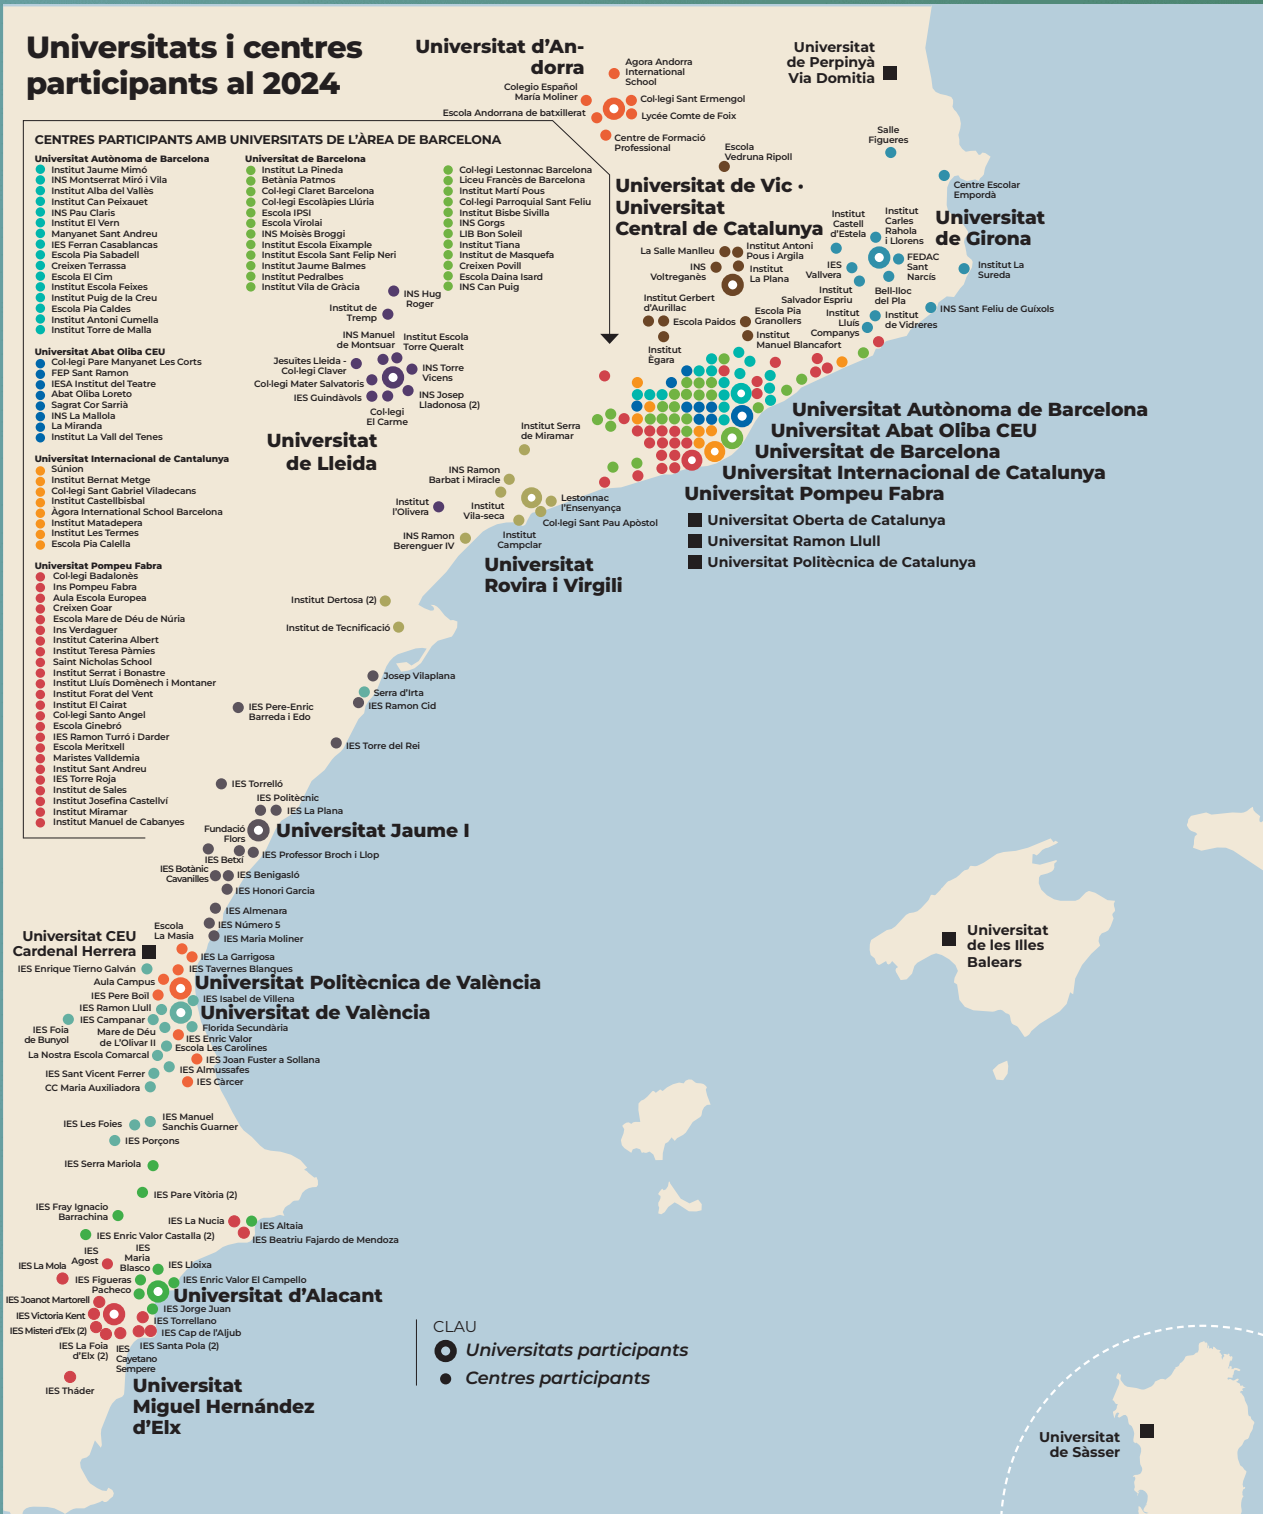 Universitats i centres
participants al 2024
CENTRES PARTICIPANTS AMB UNIVERSITATS DE L'ÀREA DE BARCELONA
Universitat Autònoma de Barcelona
Institut Jaume Mimó
INS Montserrat Miró i Vila
Institut Alba del Vallès
Institut Can Peixauet
INS Pau Claris
Institut El Vern
Manyanet Sant Andreu
IES Ferran Casablancas
Escola Pia Sabadell
Creixen Terrassa
Escola El Cim
Institut Escola Feixes
Institut Puig de la Creu
Escola Pia Caldes
Institut Antoni Cumella
Institut Torre de Malla
Universitat Abat Oliba CEU
Col·legi Pare Manyanet Les Corts
FEP Sant Ramon
IESA Institut del Teatre
Abat Oliba Loreto
Sagrat Cor Sarrià
INS La Mallola
La Miranda
Institut La Vall del Tenes
Universitat Internacional de Cantalunya
Súnion
Institut Bernat Metge
Col·legi Sant Gabriel Viladecans
Institut Castellbisbal
Àgora International School Barcelona
Institut Matadepera
Institut Les Termes
Escola Pia Calella
Universitat Pompeu Fabra
Col·legi Badalonès
Ins Pompeu Fabra
Aula Escola Europea
Creixen Goar
Escola Mare de Déu de Núria
Ins Verdaguer
Institut Caterina Albert
Institut Teresa Pàmies
Saint Nicholas School
Institut Serrat i Bonastre
Institut Lluís Domènech i Montaner
Institut Forat del Vent
Institut El Cairat
Col·legi Santo Angel
Escola Ginebró
IES Ramon Turró i Darder
Escola Meritxell
Maristes Valldemia
Institut Sant Andreu
IES Torre Roja
Institut de Sales
Institut Josefina Castellví
Institut Miramar
Institut Manuel de Cabanyes
Universitat de Barcelona
Institut La Pineda
Betània Patmos
Col·legi Claret Barcelona
Col·legi Escolàpies Llúria
Escola IPSI
Escola Virolai
INS Moisès Broggi
Institut Escola Eixample
Institut Escola Sant Felip Neri
Institut Jaume Balmes
Institut Pedralbes
Institut Vila de Gràcia
Col·legi Lestonnac Barcelona
Liceu Francès de Barcelona
Institut Martí Pous
Col·legi Parroquial Sant Feliu
Institut Bisbe Sivilla
INS Gorgs
LIB Bon Soleil
Institut Tiana
Institut de Masquefa
Creixen Povill
Escola Daina Isard
INS Can Puig
Universitat d'An-
dorra
Agora Andorra
International
School
Colegio Español
María Moliner
Col·legi Sant Ermengol
Escola Andorrana de batxillerat
Lycée Comte de Foix
Centre de Formació
Professional
Universitat
de Perpinyà
Via Domitia
Escola
Vedruna Ripoll
Universitat de Vic ·
Universitat
Central de Catalunya
La Salle Manlleu
Institut Antoni
Pous i Argila
INS
Voltreganès
Institut
La Plana
Institut Gerbert
d'Aurillac
Escola Paidos
Escola Pia
Granollers
Institut
Ègara
Institut
Manuel Blancafort
Salle
Figueres
Centre Escolar
Empordà
Universitat
de Girona
Institut
Castell
d'Estela
Institut
Carles
Rahola
i Llorens
IES
Vallvera
FEDAC
Sant
Narcís
Institut La
Sureda
Institut
Salvador Espriu
Bell-lloc
del Pla
Institut
Lluís
Companys
Institut
de Vidreres
INS Sant Feliu de Guíxols
INS Hug
Roger
Institut de
Tremp
INS Manuel
de Montsuar
Institut Escola
Torre Queralt
Jesuïtes Lleida -
Col·legi Claver
INS Torre
Vicens
Col·legi Mater Salvatoris
IES Guindàvols
INS Josep
Lladonosa (2)
Col·legi
El Carme
Universitat
de Lleida
Institut
l'Olivera
Universitat Autònoma de Barcelona
Universitat Abat Oliba CEU
Universitat de Barcelona
Universitat Internacional de Catalunya
Universitat Pompeu Fabra
Universitat Oberta de Catalunya
Universitat Ramon Llull
Universitat Politècnica de Catalunya
Institut Serra
de Miramar
INS Ramon
Barbat i Miracle
Institut
Vila-seca
Lestonnac
l'Ensenyança
Col·legi Sant Pau Apòstol
Institut
Campclar
INS Ramon
Berenguer IV
Universitat
Rovira i Virgili
Institut Dertosa (2)
Institut de Tecnificació
Josep Vilaplana
Serra d'Irta
IES Ramon Cid
IES Pere-Enric
Barreda i Edo
IES Torre del Rei
IES Torrelló
IES Politècnic
IES La Plana
Universitat Jaume I
Fundació
Flors
IES Betxí
IES Professor Broch i Llop
IES Botànic
Cavanilles
IES Benigasló
IES Honori Garcia
IES Almenara
IES Número 5
IES Maria Moliner
Escola
La Masia
Universitat CEU
Cardenal Herrera
IES La Garrigosa
IES Enrique Tierno Galván
IES Tavernes Blanques
Aula Campus
Universitat Politècnica de València
IES Pere Boïl
IES Isabel de Villena
IES Ramon Llull
Universitat de València
IES Campanar
IES Foia
de Bunyol
Mare de Déu
de L'Olivar II
Florida Secundària
IES Enric Valor
Escola Les Carolines
La Nostra Escola Comarcal
IES Joan Fuster a Sollana
IES Almussafes
IES Sant Vicent Ferrer
IES Càrcer
CC Maria Auxiliadora
IES Les Foies
IES Manuel
Sanchis Guarner
IES Porçons
IES Serra Mariola
IES Pare Vitòria (2)
IES Fray Ignacio
Barrachina
IES La Nucia
IES Altaia
IES Enric Valor Castalla (2)
IES Beatriu Fajardo de Mendoza
IES
Agost
IES
Maria
Blasco
IES Lloixa
IES La Mola
IES Figueras
Pacheco
IES Enric Valor El Campello
Universitat d'Alacant
IES Joanot Martorell
IES Jorge Juan
IES Victoria Kent
IES Torrellano
IES Misteri d'Elx (2)
IES Cap de l'Aljub
IES La Foia
d'Elx (2)
IES
Cayetano
Sempere
IES Santa Pola (2)
IES Tháder
Universitat
Miguel Hernández
d'Elx
CLAU
Universitats participants
Centres participants
Universitat
de les Illes
Balears
Universitat
de Sàsser